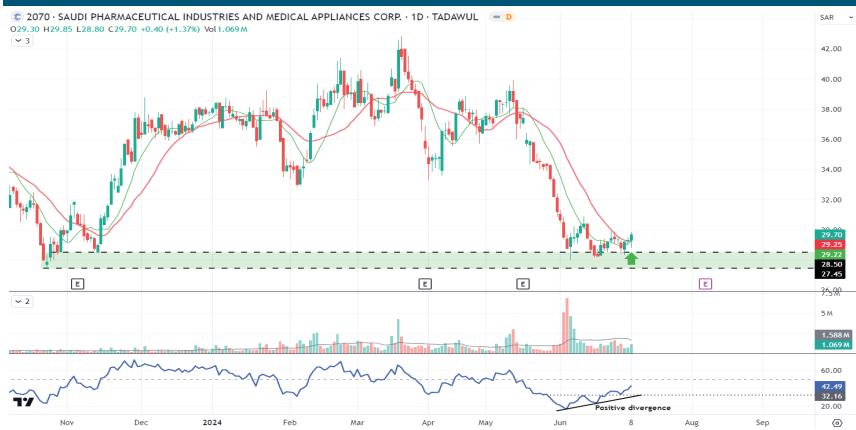 2070 · SAUDI PHARMACEUTICAL INDUSTRIES AND MEDICAL APPLIANCES CORP. · 1D · TADAWUL D SAR
O29.30 H29.85 L28.80 C29.70 +0.40 (+1.37%) Vol1.069M
3
42.00
40.00
38.00
36.00
34.00
32.00
29.70
29.25
29.22
28.50
27.45
26.00
E E E E
2
7.5M
5M
1.588M
1.069M
60.00
42.49
32.16
20.00
Positive divergence
Nov Dec 2024 Feb Mar Apr May Jun 8 Aug Sep